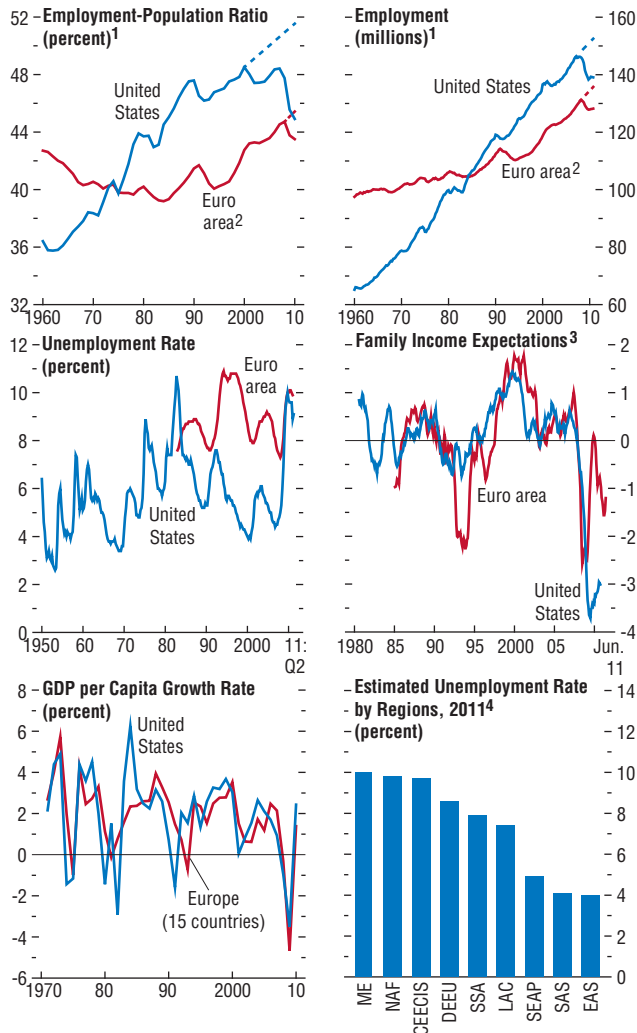 Employment-Population Ratio
(percent)1
52
48
44
40
36
32
United
States
Euro
area2
1960 70 80 90 2000 10
Employment
(millions)1
160
140
120
100
80
60
United States
Euro area2
1960 70 80 90 2000 10
Unemployment Rate
(percent)
12
10
8
6
4
2
0
Euro
area
United
States
1950 60 70 80 90 2000 11:
Q2
Family Income Expectations3
2
1
0
-1
-2
-3
-4
Euro area
United
States
1980 85 90 95 2000 05 Jun.
11
GDP per Capita Growth Rate
(percent)
8
6
4
2
0
-2
-4
-6
United
States
Europe
(15 countries)
1970 80 90 2000 10
Estimated Unemployment Rate
by Regions, 20114
(percent)
14
12
10
8
6
4
2
0
ME NAF CEECIS DEEU SSA LAC SEAP SAS EAS